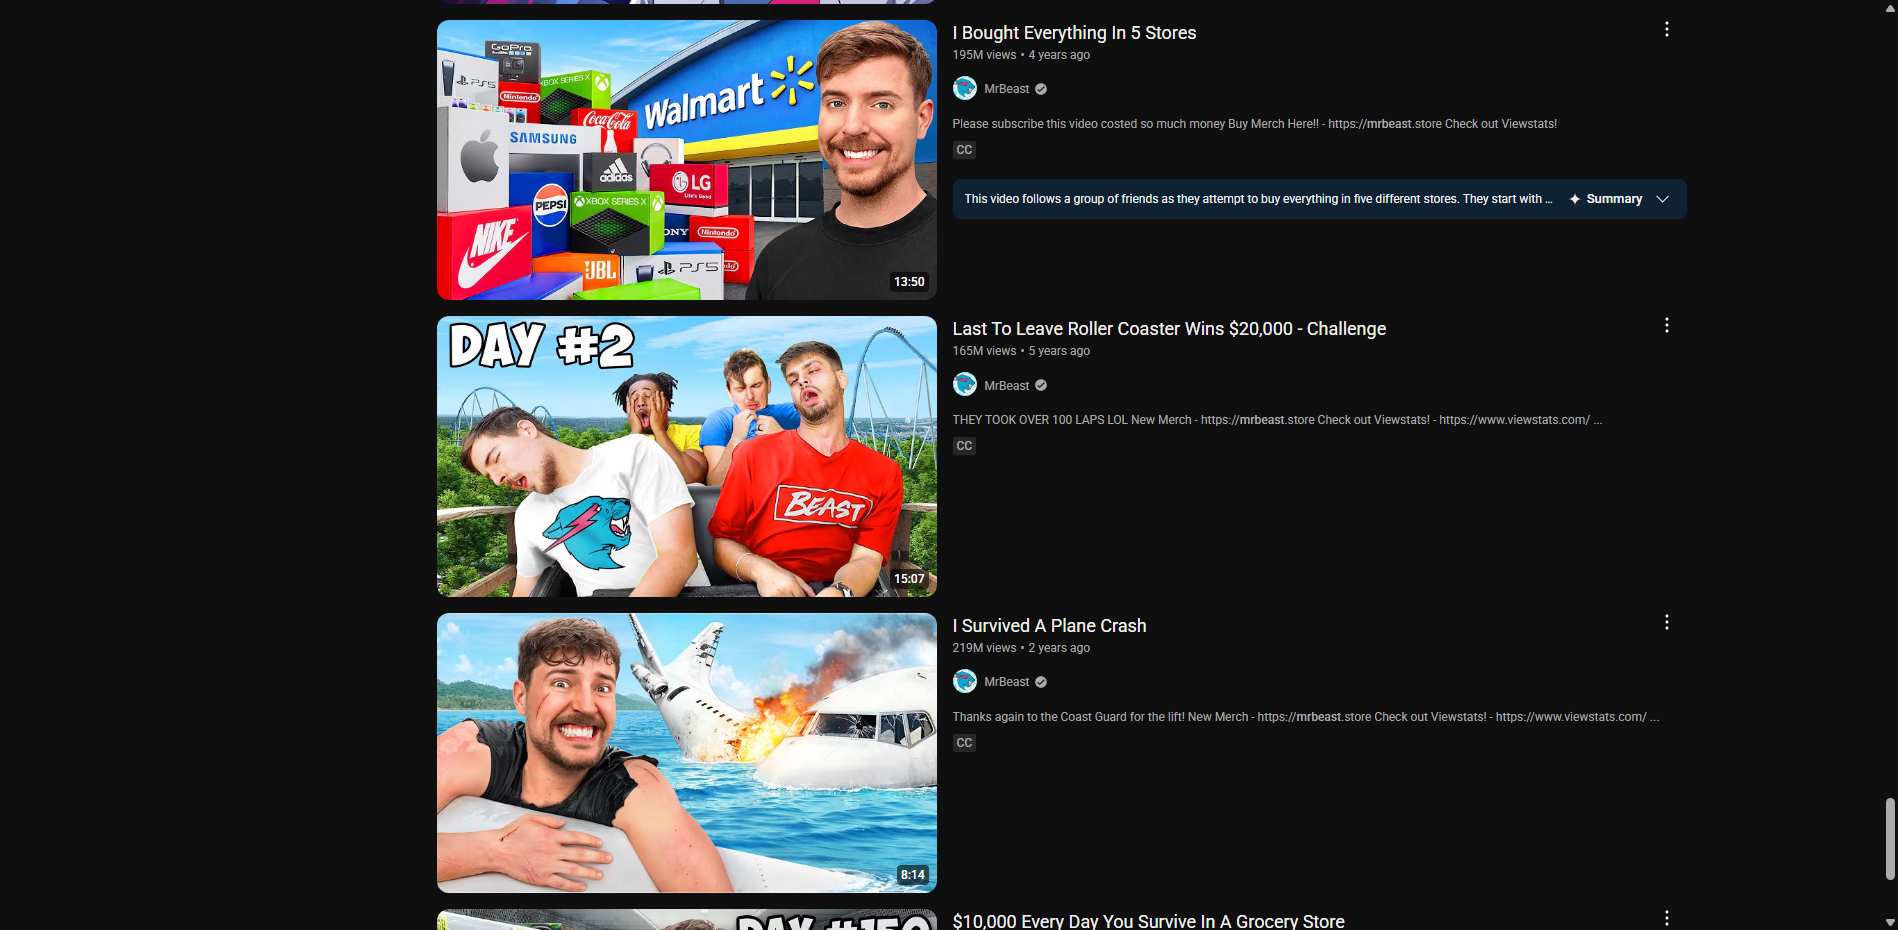 GoPro
PS5
XBOX SERIES X
Nintendo
Coca-Cola
SAMSUNG
Walmart
adidas
LG
Life's Good
PEPSI
XBOX SERIES X
NIKE
Nintendo
JBL
PS5
13:50
I Bought Everything In 5 Stores
195M views • 4 years ago
MrBeast
Please subscribe this video costed so much money Buy Merch Here!! - https://mrbeast.store Check out Viewstats!
CC
This video follows a group of friends as they attempt to buy everything in five different stores. They start with ...
Summary
DAY #2
BEAST
15:07
Last To Leave Roller Coaster Wins $20,000 - Challenge
165M views • 5 years ago
MrBeast
THEY TOOK OVER 100 LAPS LOL New Merch - https://mrbeast.store Check out Viewstats! - https://www.viewstats.com/ ...
CC
8:14
I Survived A Plane Crash
219M views • 2 years ago
MrBeast
Thanks again to the Coast Guard for the lift! New Merch - https://mrbeast.store Check out Viewstats! - https://www.viewstats.com/ ...
CC
DAY #150
$10,000 Every Day You Survive In A Grocery Store